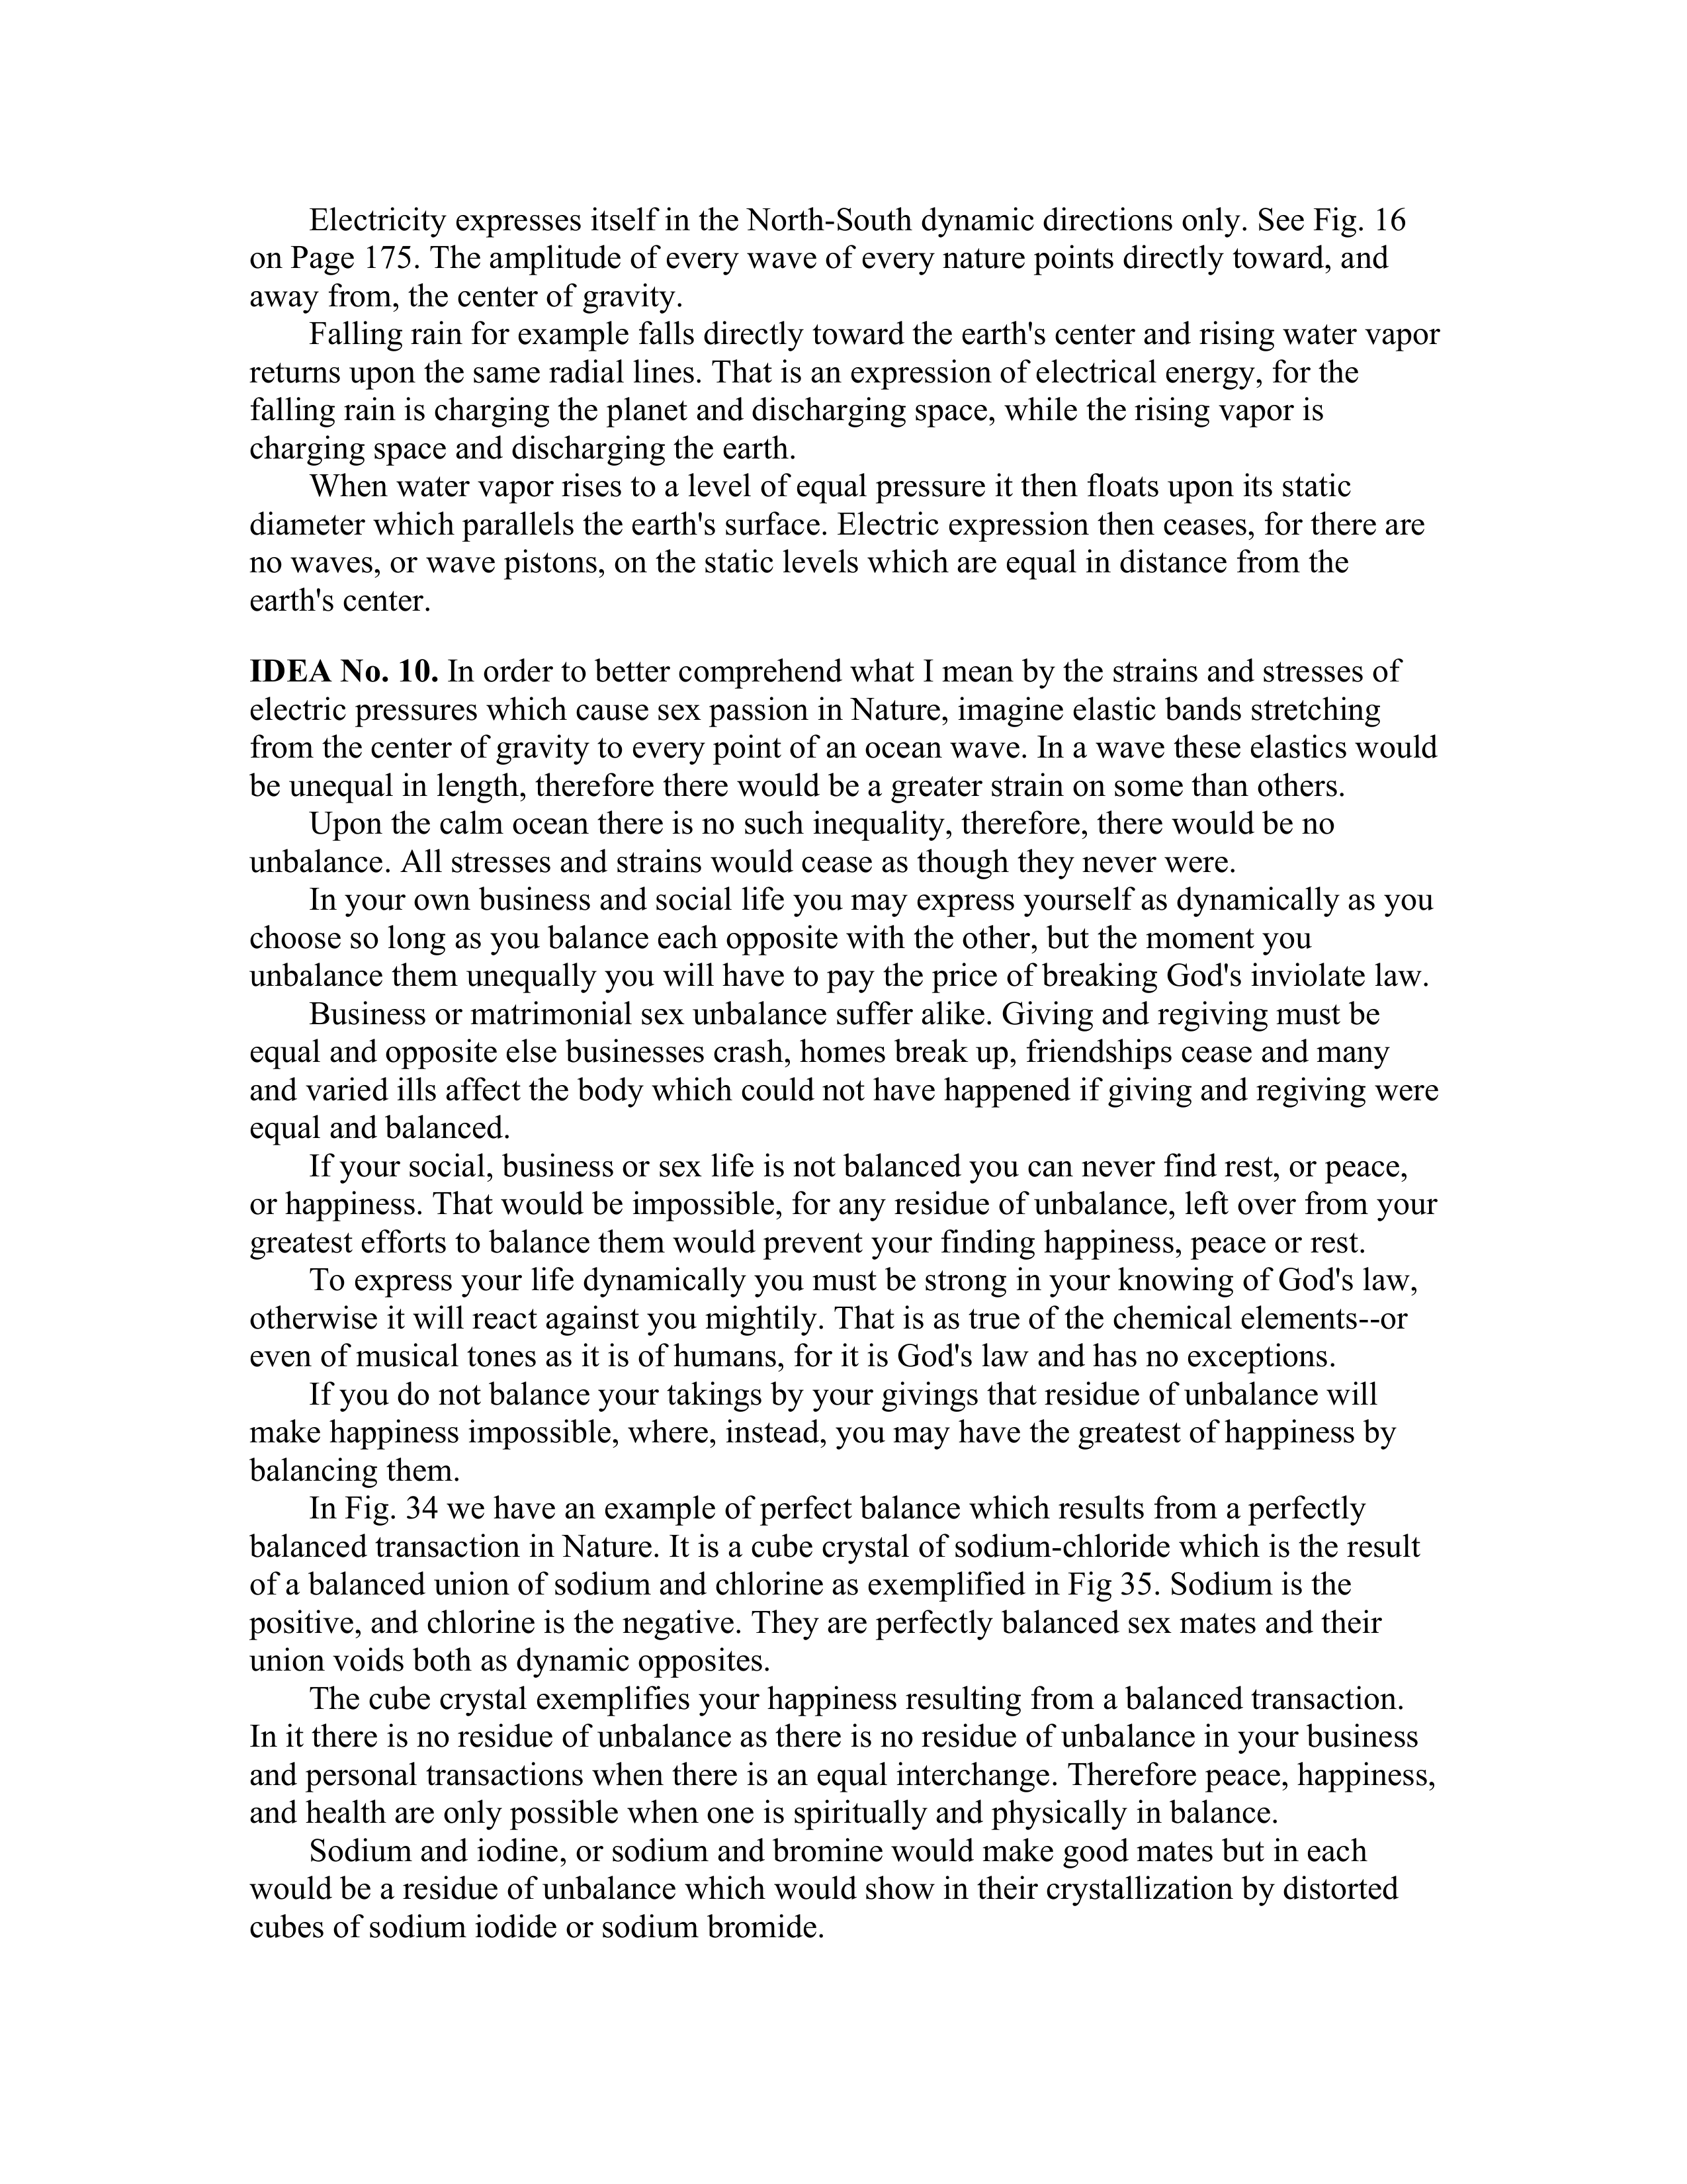 Electricity expresses itself in the North-South dynamic directions only. See Fig. 16
on Page 175. The amplitude of every wave of every nature points directly toward, and
away from, the center of gravity.
Falling rain for example falls directly toward the earth's center and rising water vapor
returns upon the same radial lines. That is an expression of electrical energy, for the
falling rain is charging the planet and discharging space, while the rising vapor is
charging space and discharging the earth.
When water vapor rises to a level of equal pressure it then floats upon its static
diameter which parallels the earth's surface. Electric expression then ceases, for there are
no waves, or wave pistons, on the static levels which are equal in distance from the
earth's center.
IDEA No. 10. In order to better comprehend what I mean by the strains and stresses of
electric pressures which cause sex passion in Nature, imagine elastic bands stretching
from the center of gravity to every point of an ocean wave. In a wave these elastics would
be unequal in length, therefore there would be a greater strain on some than others.
Upon the calm ocean there is no such inequality, therefore, there would be no
unbalance. All stresses and strains would cease as though they never were.
In your own business and social life you may express yourself as dynamically as you
choose so long as you balance each opposite with the other, but the moment you
unbalance them unequally you will have to pay the price of breaking God's inviolate law.
Business or matrimonial sex unbalance suffer alike. Giving and regiving must be
equal and opposite else businesses crash, homes break up, friendships cease and many
and varied ills affect the body which could not have happened if giving and regiving were
equal and balanced.
If your social, business or sex life is not balanced you can never find rest, or peace,
or happiness. That would be impossible, for any residue of unbalance, left over from your
greatest efforts to balance them would prevent your finding happiness, peace or rest.
To express your life dynamically you must be strong in your knowing of God's law,
otherwise it will react against you mightily. That is as true of the chemical elements--or
even of musical tones as it is of humans, for it is God's law and has no exceptions.
If you do not balance your takings by your givings that residue of unbalance will
make happiness impossible, where, instead, you may have the greatest of happiness by
balancing them.
In Fig. 34 we have an example of perfect balance which results from a perfectly
balanced transaction in Nature. It is a cube crystal of sodium-chloride which is the result
of a balanced union of sodium and chlorine as exemplified in Fig 35. Sodium is the
positive, and chlorine is the negative. They are perfectly balanced sex mates and their
union voids both as dynamic opposites.
The cube crystal exemplifies your happiness resulting from a balanced transaction.
In it there is no residue of unbalance as there is no residue of unbalance in your business
and personal transactions when there is an equal interchange. Therefore peace, happiness,
and health are only possible when one is spiritually and physically in balance.
Sodium and iodine, or sodium and bromine would make good mates but in each
would be a residue of unbalance which would show in their crystallization by distorted
cubes of sodium iodide or sodium bromide.